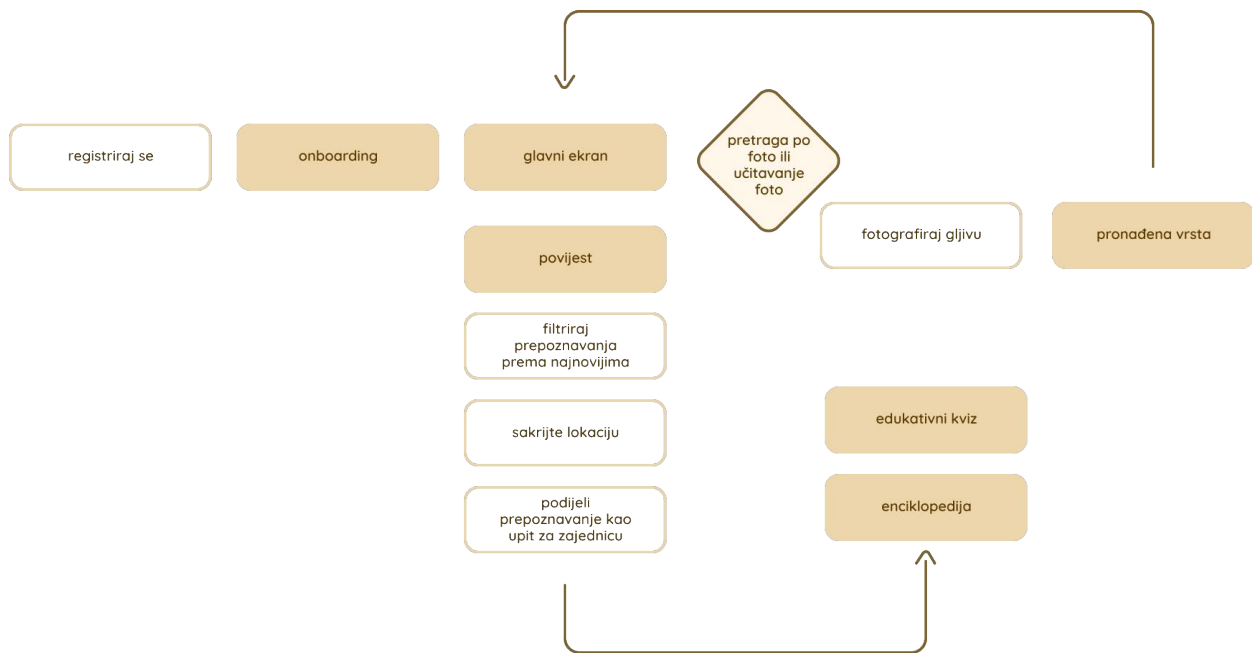 registriraj se
onboarding
glavni ekran
pretraga po
foto ili
učitavanje
foto
fotografiraj gljivu
pronađena vrsta
povijest
filtriraj
prepoznavanja
prema najnovijima
sakrijte lokaciju
podijeli
prepoznavanje kao
upit za zajednicu
edukativni kviz
enciklopedija